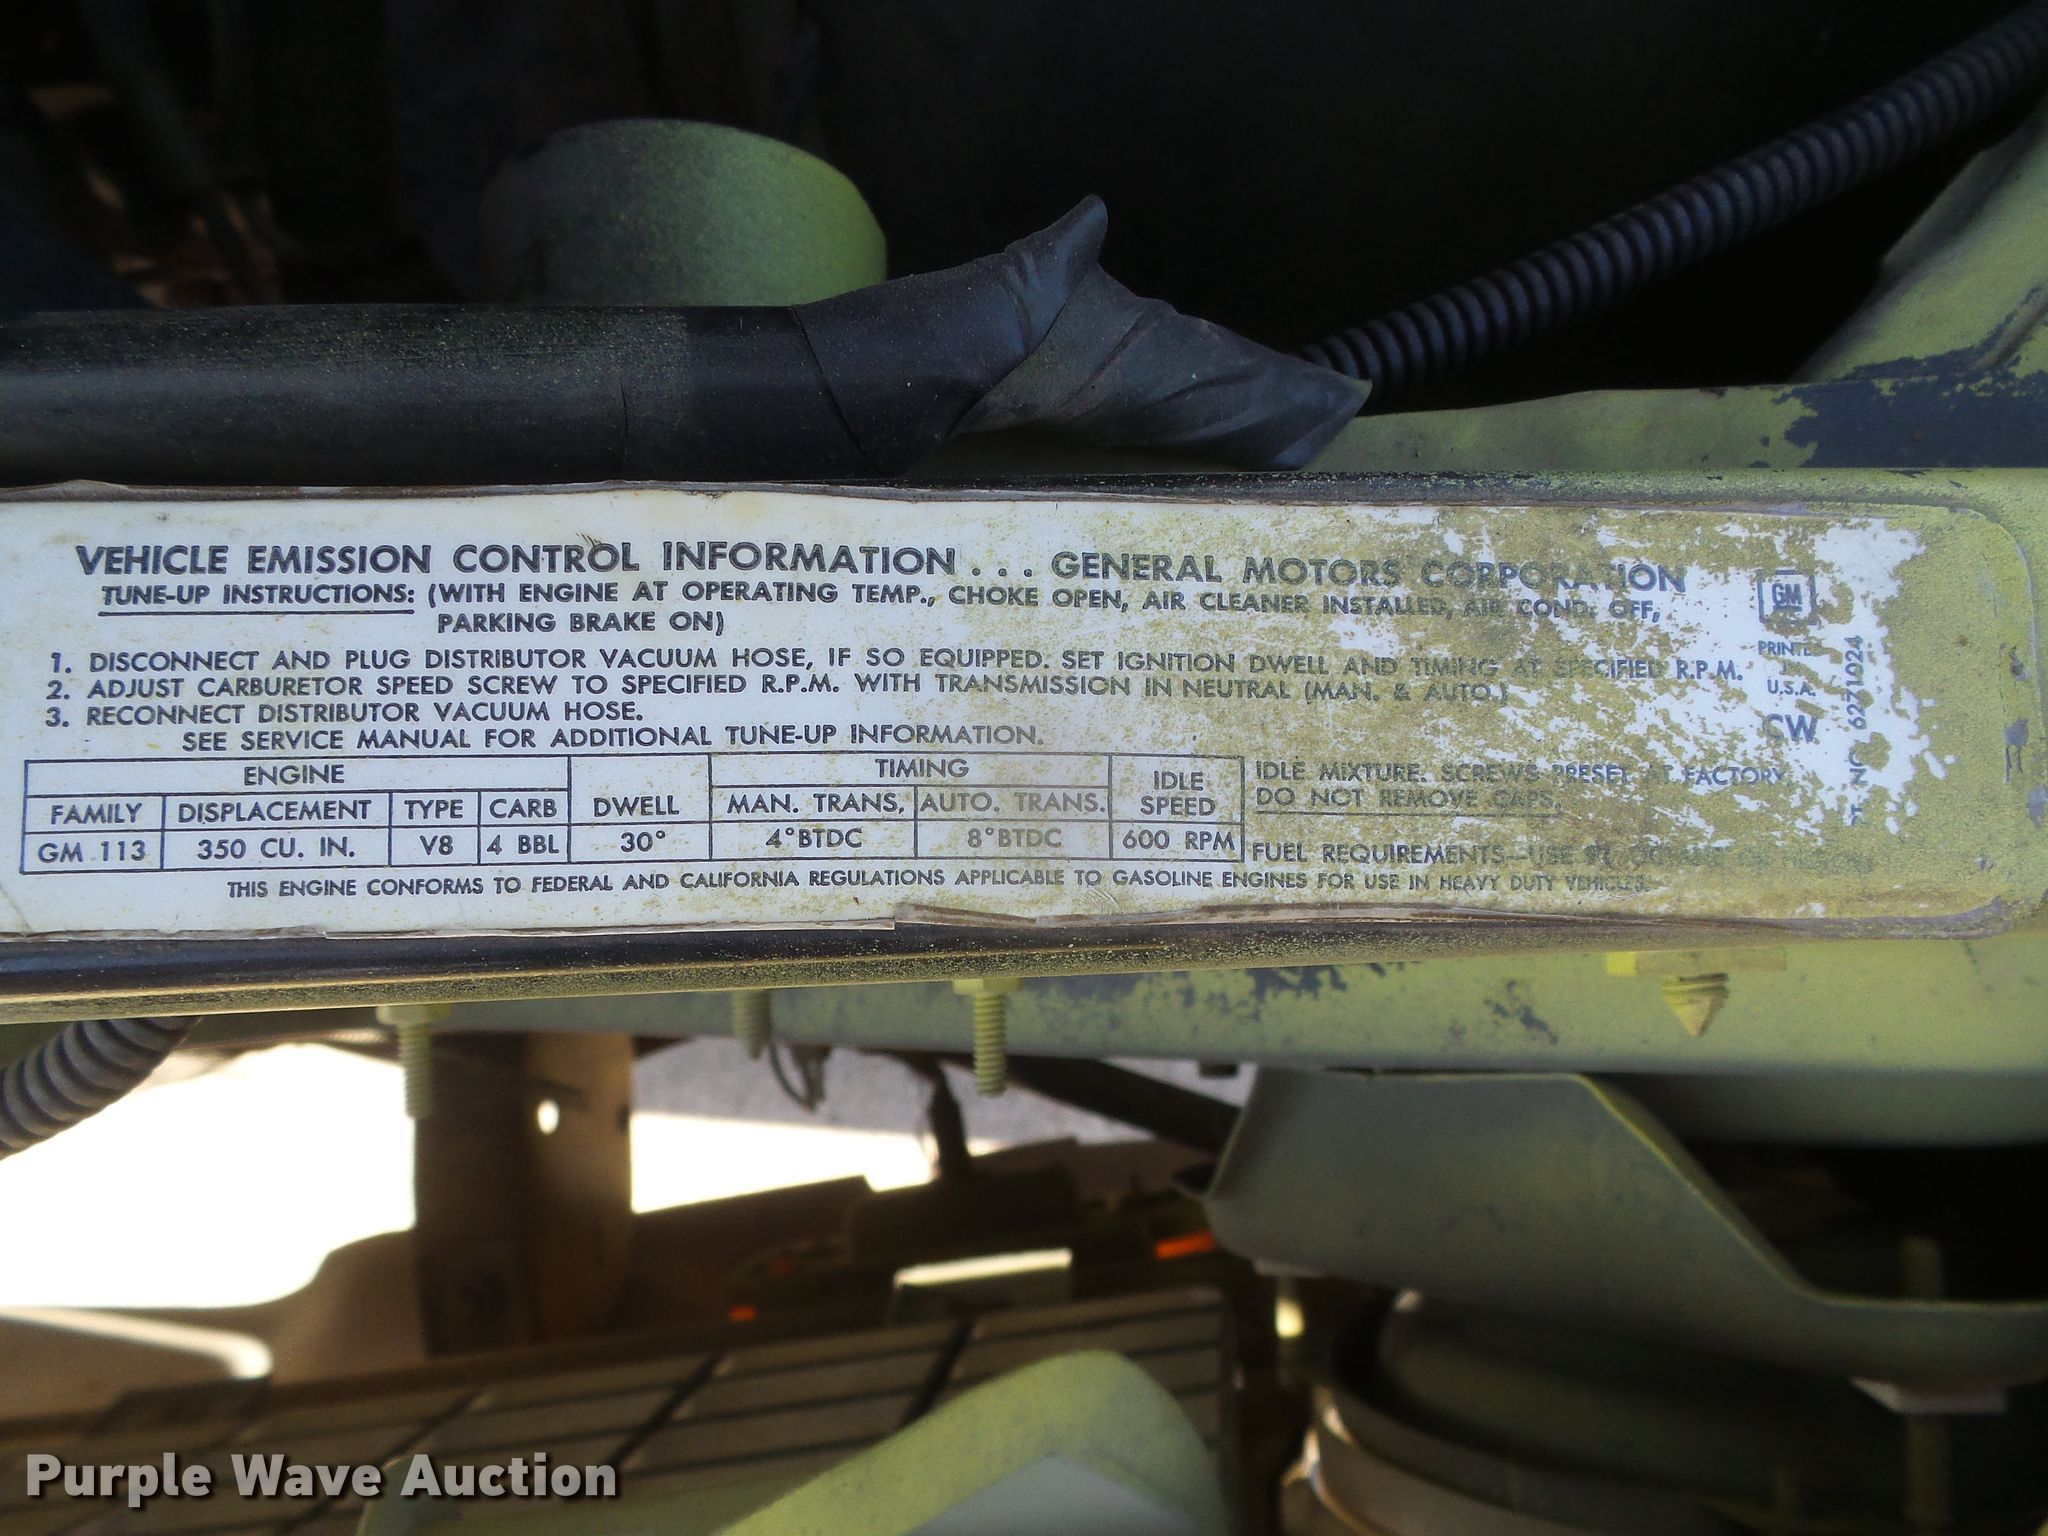 VEHICLE EMISSION CONTROL INFORMATION . . . GENERAL MOTORS CORPORATION
TUNE-UP INSTRUCTIONS: (WITH ENGINE AT OPERATING TEMP., CHOKE OPEN, AIR CLEANER INSTALLED, AIR COND. OFF,
PARKING BRAKE ON)
1. DISCONNECT AND PLUG DISTRIBUTOR VACUUM HOSE, IF SO EQUIPPED. SET IGNITION DWELL AND TIMING AT SPECIFIED R.P.M.
2. ADJUST CARBURETOR SPEED SCREW TO SPECIFIED R.P.M. WITH TRANSMISSION IN NEUTRAL (MAN. & AUTO.)
3. RECONNECT DISTRIBUTOR VACUUM HOSE.
SEE SERVICE MANUAL FOR ADDITIONAL TUNE-UP INFORMATION.
GM
U.S.A.
CW
NO. 6271024
ENGINE
TIMING
FAMILY DISPLACEMENT TYPE CARB DWELL MAN. TRANS. AUTO. TRANS. IDLE SPEED
GM 113 350 CU. IN. V8 4 BBL 30° 4°BTDC 8°BTDC 600 RPM
IDLE MIXTURE SCREWS PRESET AT FACTORY
DO NOT REMOVE CAPS.
FUEL REQUIREMENTS—USE
THIS ENGINE CONFORMS TO FEDERAL AND CALIFORNIA REGULATIONS APPLICABLE TO GASOLINE ENGINES FOR USE IN HEAVY DUTY VEHICLES.
Purple Wave Auction